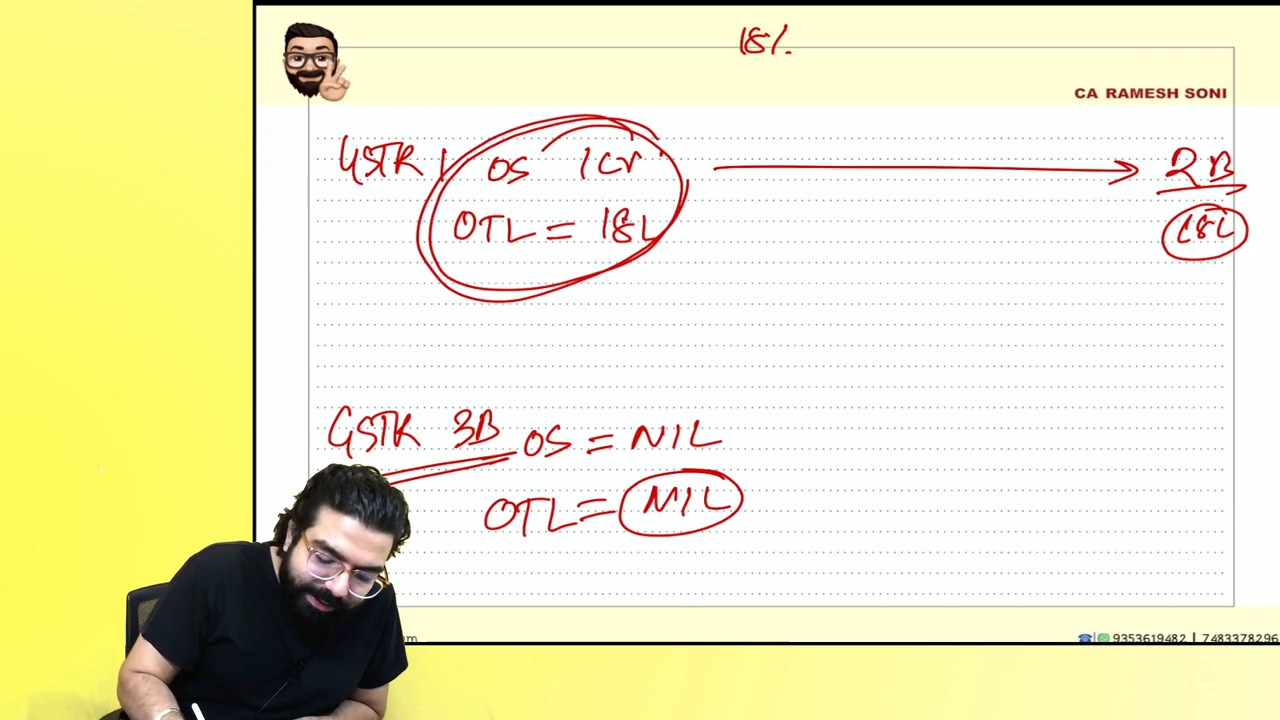 18%.
CA RAMESH SONI
GSTR 1 OS 1Cr 2B
OTL = 18L 18L
GSTR 3B OS = NIL
OTL = NIL
om 9353619482 | 7483378296